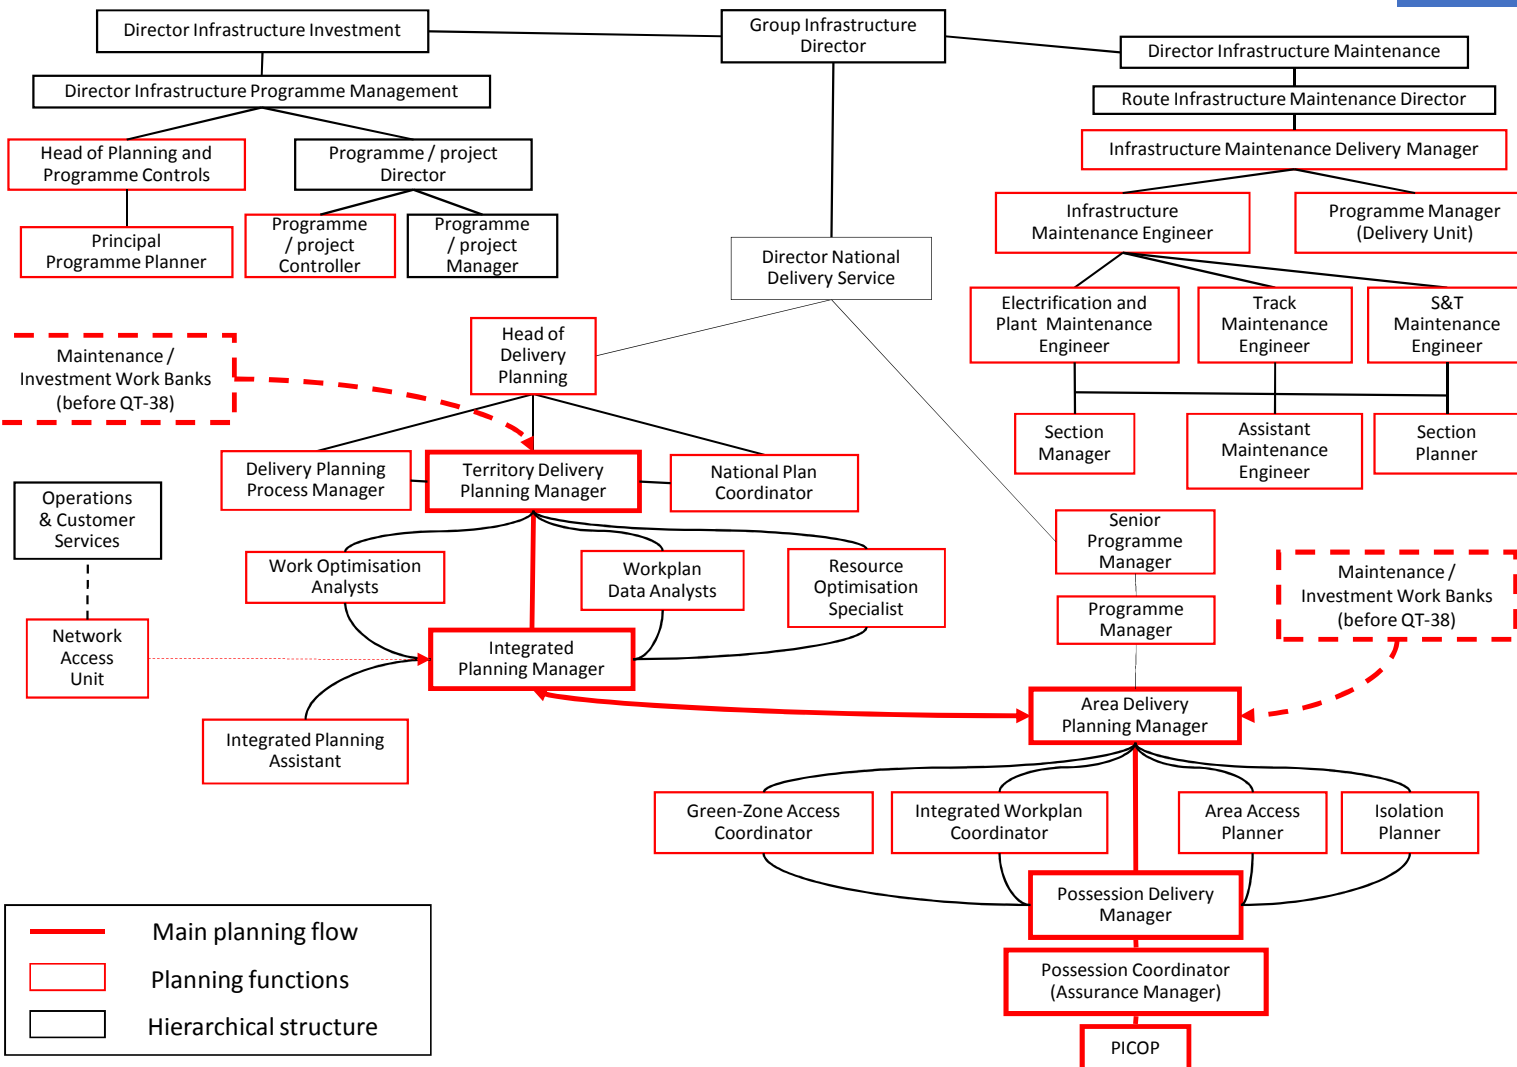 Director Infrastructure Investment
Group Infrastructure
Director
Director Infrastructure Maintenance
Director Infrastructure Programme Management
Route Infrastructure Maintenance Director
Head of Planning and
Programme Controls
Programme / project
Director
Infrastructure Maintenance Delivery Manager
Principal
Programme Planner
Programme
/ project
Controller
Programme
/ project
Manager
Infrastructure
Maintenance Engineer
Programme Manager
(Delivery Unit)
Director National
Delivery Service
Electrification and
Plant Maintenance
Engineer
Track
Maintenance
Engineer
S&T
Maintenance
Engineer
Head of
Delivery
Planning
Maintenance /
Investment Work Banks
(before QT-38)
Section
Manager
Assistant
Maintenance
Engineer
Section
Planner
Delivery Planning
Process Manager
Territory Delivery
Planning Manager
National Plan
Coordinator
Operations
& Customer
Services
Senior
Programme
Manager
Work Optimisation
Analysts
Workplan
Data Analysts
Resource
Optimisation
Specialist
Maintenance /
Investment Work Banks
(before QT-38)
Programme
Manager
Network
Access
Unit
Integrated
Planning Manager
Area Delivery
Planning Manager
Integrated Planning
Assistant
Green-Zone Access
Coordinator
Integrated Workplan
Coordinator
Area Access
Planner
Isolation
Planner
Possession Delivery
Manager
Main planning flow
Planning functions
Hierarchical structure
Possession Coordinator
(Assurance Manager)
PICOP